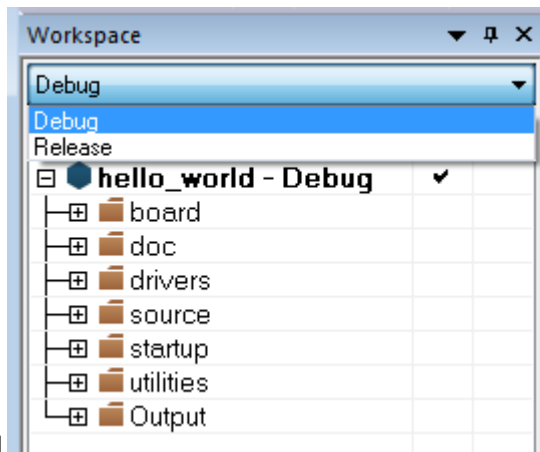 Workspace
Debug
Debug
Release
hello_world - Debug
board
doc
drivers
source
startup
utilities
Output